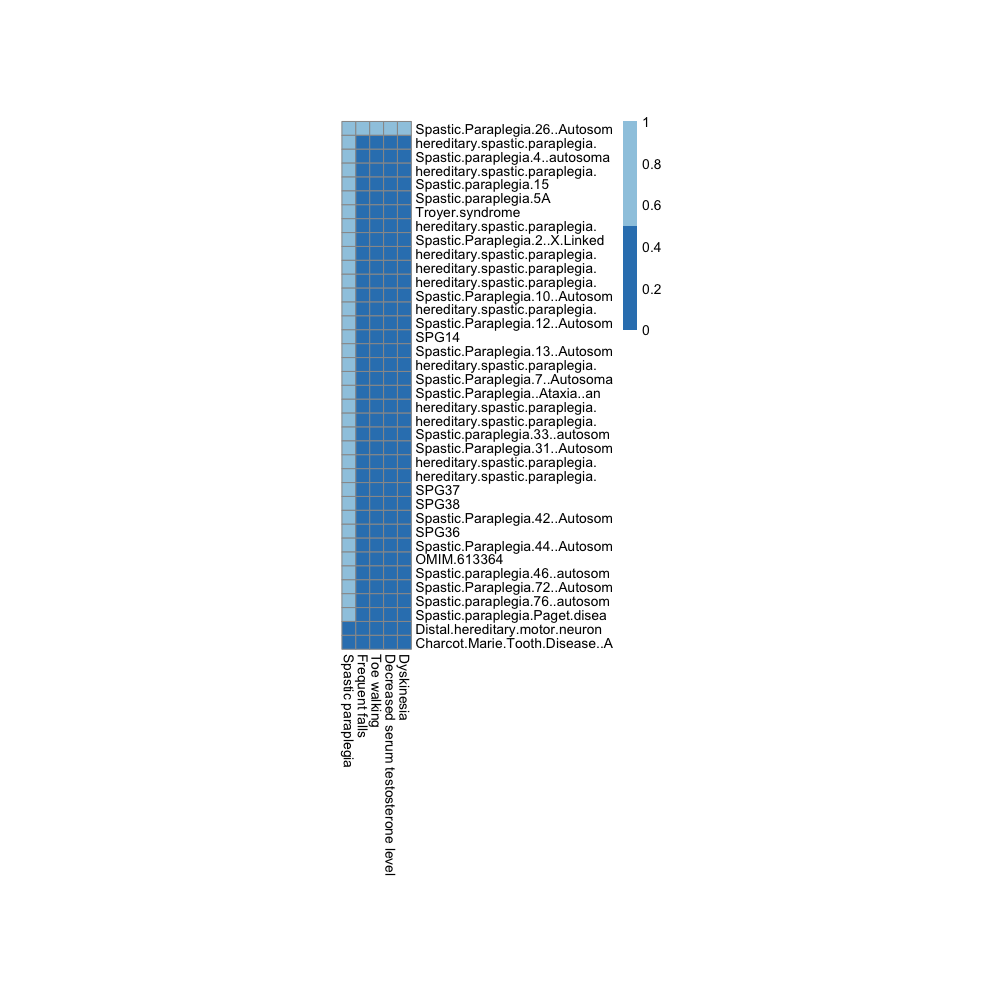 Spastic.Paraplegia.26..Autosom
hereditary.spastic.paraplegia.
Spastic.paraplegia.4..autosoma
hereditary.spastic.paraplegia.
Spastic.paraplegia.15
Spastic.paraplegia.5A
Troyer.syndrome
hereditary.spastic.paraplegia.
Spastic.Paraplegia.2..X.Linked
hereditary.spastic.paraplegia.
hereditary.spastic.paraplegia.
hereditary.spastic.paraplegia.
Spastic.Paraplegia.10..Autosom
hereditary.spastic.paraplegia.
Spastic.Paraplegia.12..Autosom
SPG14
Spastic.Paraplegia.13..Autosom
hereditary.spastic.paraplegia.
Spastic.Paraplegia.7..Autosoma
Spastic.Paraplegia..Ataxia..an
hereditary.spastic.paraplegia.
hereditary.spastic.paraplegia.
Spastic.paraplegia.33..autosom
Spastic.Paraplegia.31..Autosom
hereditary.spastic.paraplegia.
hereditary.spastic.paraplegia.
SPG37
SPG38
Spastic.Paraplegia.42..Autosom
SPG36
Spastic.Paraplegia.44..Autosom
OMIM.613364
Spastic.paraplegia.46..autosom
Spastic.Paraplegia.72..Autosom
Spastic.paraplegia.76..autosom
Spastic.paraplegia.Paget.disea
Distal.hereditary.motor.neuron
Charcot.Marie.Tooth.Disease..A
1
0.8
0.6
0.4
0.2
0
Spastic paraplegia
Frequent falls
Toe walking
Decreased serum testosterone level
Dyskinesia